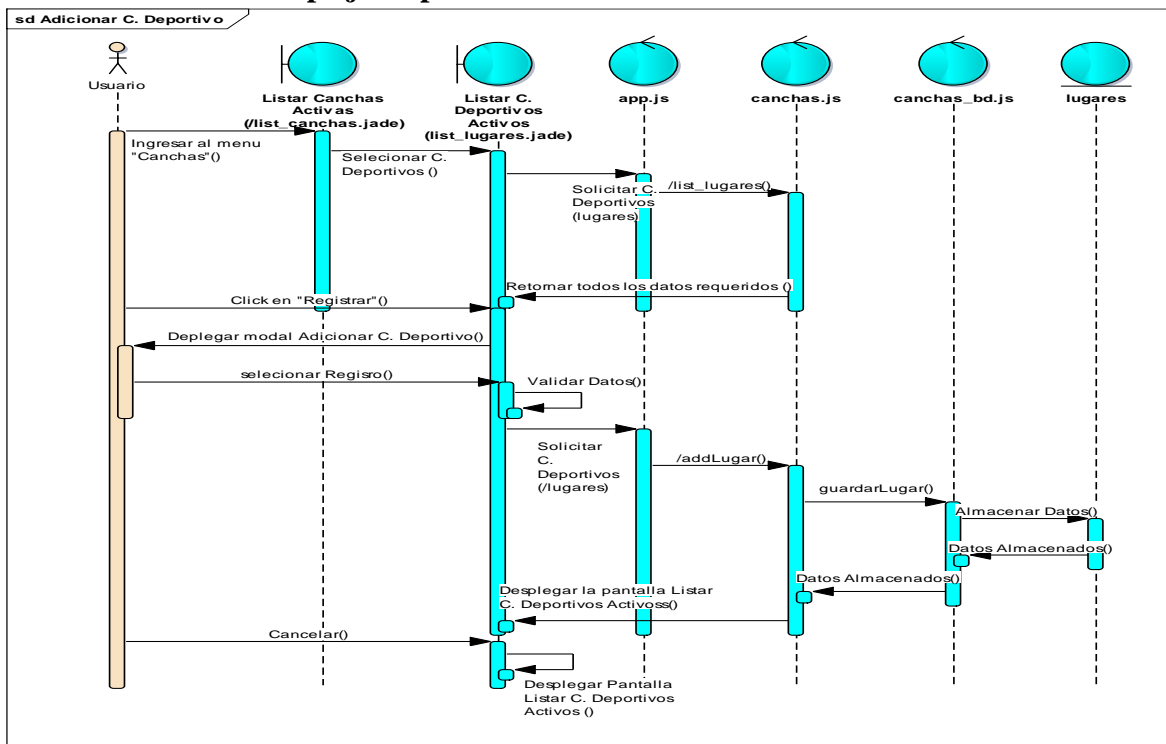 sd Adicionar C. Deportivo
Usuario
Listar Canchas
Activas
(/list_canchas.jade)
Listar C.
Deportivos
Activos
(list_lugares.jade)
app.js
canchas.js
canchas_bd.js
lugares
Ingresar al menu
"Canchas"()
Selecionar C.
Deportivos ()
Solicitar C.
Deportivos
(lugares)
/list_lugares()
Retornar todos los datos requeridos ()
Click en "Registrar"()
Deplegar modal Adicionar C. Deportivo()
selecionar Regisro()
Validar Datos()
Solicitar
C.
Deportivos
(/lugares)
/addLugar()
guardarLugar()
Almacenar Datos()
Datos Almacenados()
Datos Almacenados()
Desplegar la pantalla Listar
C. Deportivos Activoss()
Cancelar()
Desplegar Pantalla
Listar C. Deportivos
Activos ()